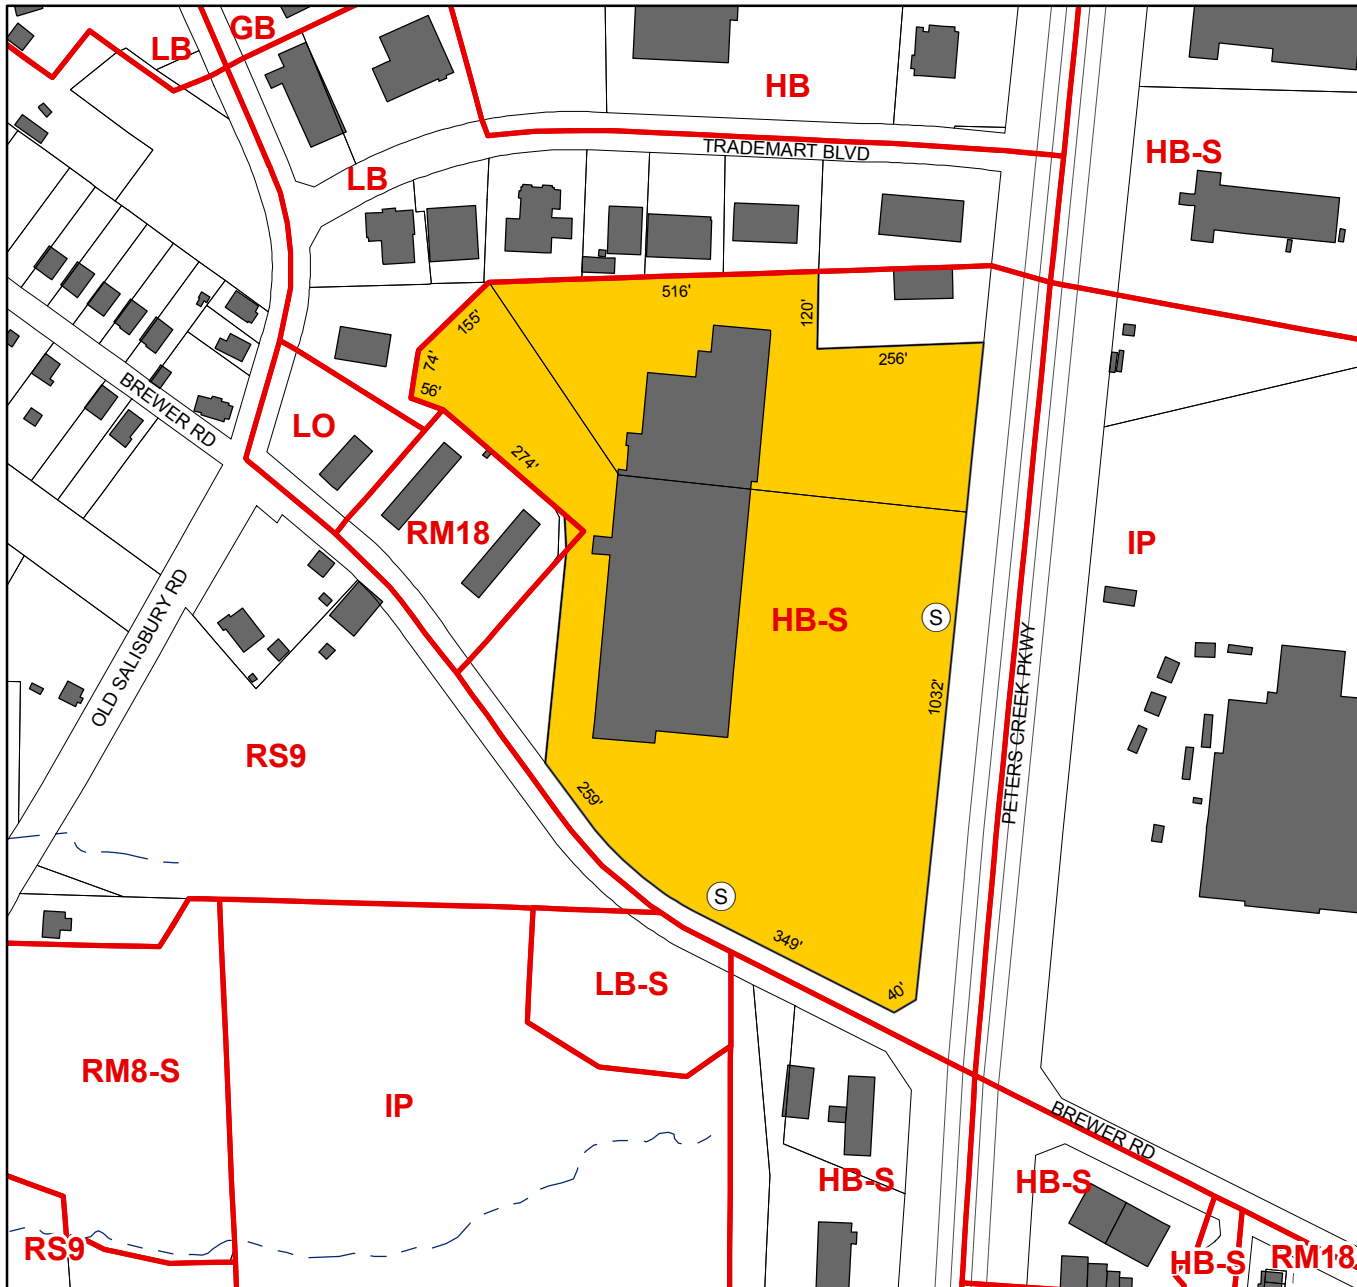 GB
LB
HB
TRADEMART BLVD
HB-S
LB
516'
155'
120'
74'
256'
56'
BREWER RD
LO
274'
RM18
IP
HB-S
S
OLD SALISBURY RD
PETERS CREEK PKWY
1032'
RS9
259'
S
349'
LB-S
40'
RM8-S
IP
BREWER RD
HB-S
HB-S
RS9
HB-S
RM18